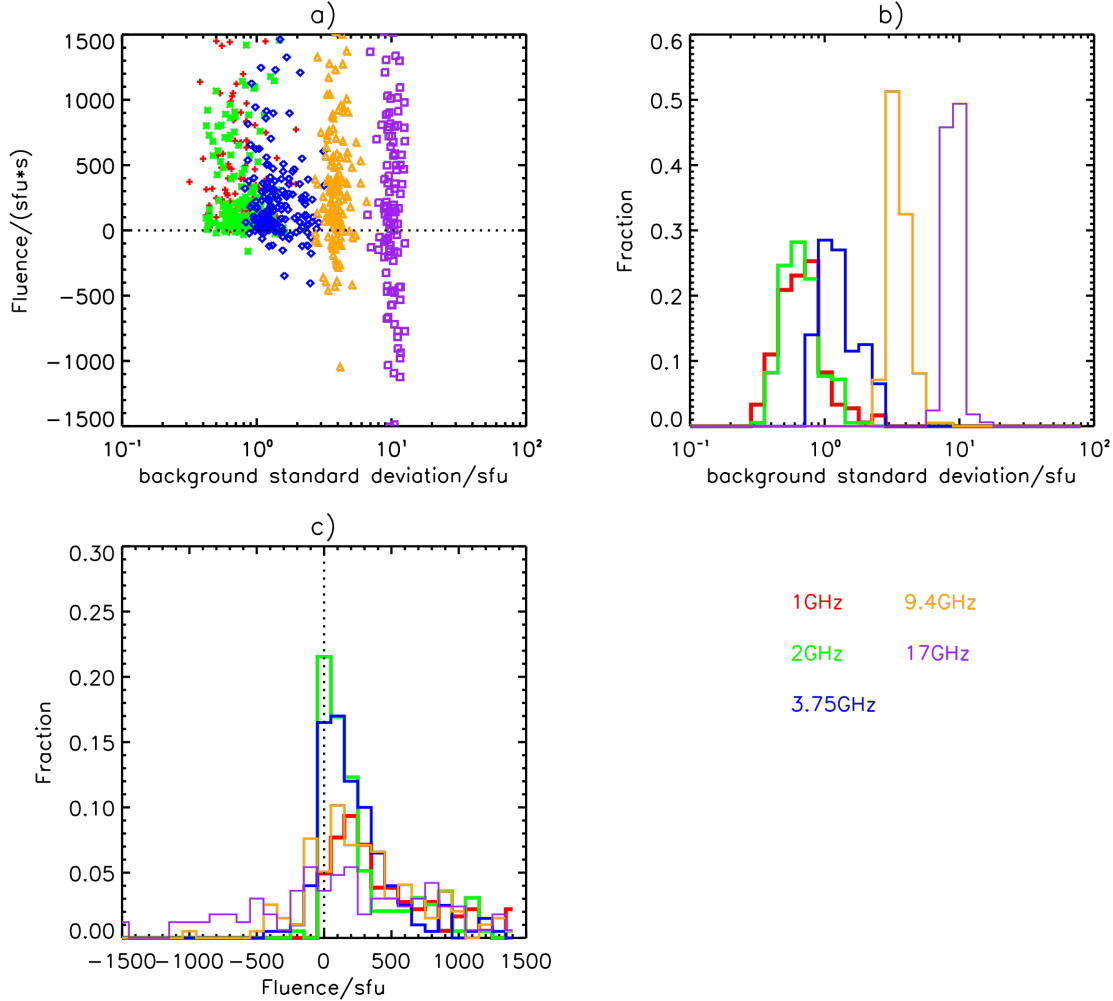 a)
1500
1000
500
0
−500
−1000
−1500
Fluence/(sfu*s)
10⁻¹ 10⁰ 10¹ 10²
background standard deviation/sfu
b)
0.6
0.5
0.4
0.3
0.2
0.1
0.0
Fraction
10⁻¹ 10⁰ 10¹ 10²
background standard deviation/sfu
c)
0.30
0.25
0.20
0.15
0.10
0.05
0.00
Fraction
−1500−1000 −500 0 500 1000 1500
Fluence/sfu
1GHz 9.4GHz
2GHz 17GHz
3.75GHz